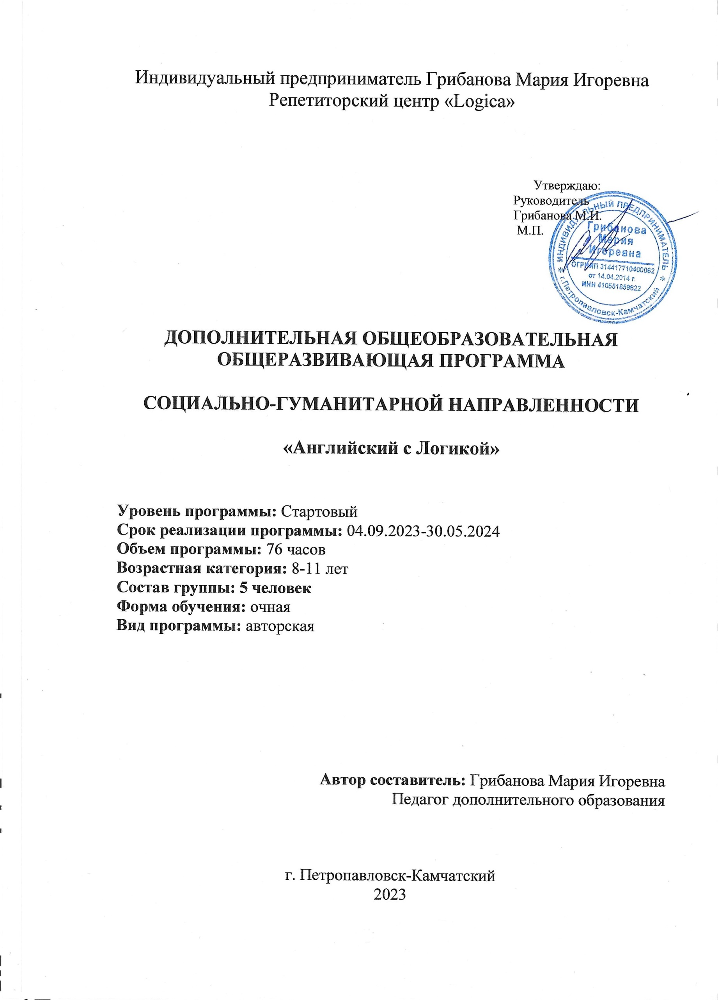 Индивидуальный предприниматель Грибанова Мария Игоревна
Репетиторский центр «Logica»
Утверждаю:
Руководитель
Грибанова М.И.
М.П.
ИНДИВИДУАЛЬНЫЙ ПРЕДПРИНИМАТЕЛЬ
Грибанова
Мария
Игоревна
ОГРНИП 314417710400062
от 14.04.2014 г.
ИНН 410551859822
г.Петропавловск-Камчатский
ДОПОЛНИТЕЛЬНАЯ ОБЩЕОБРАЗОВАТЕЛЬНАЯ
ОБЩЕРАЗВИВАЮЩАЯ ПРОГРАММА
СОЦИАЛЬНО-ГУМАНИТАРНОЙ НАПРАВЛЕННОСТИ
«Английский с Логикой»
Уровень программы: Стартовый
Срок реализации программы: 04.09.2023-30.05.2024
Объем программы: 76 часов
Возрастная категория: 8-11 лет
Состав группы: 5 человек
Форма обучения: очная
Вид программы: авторская
Автор составитель: Грибанова Мария Игоревна
Педагог дополнительного образования
г. Петропавловск-Камчатский
2023